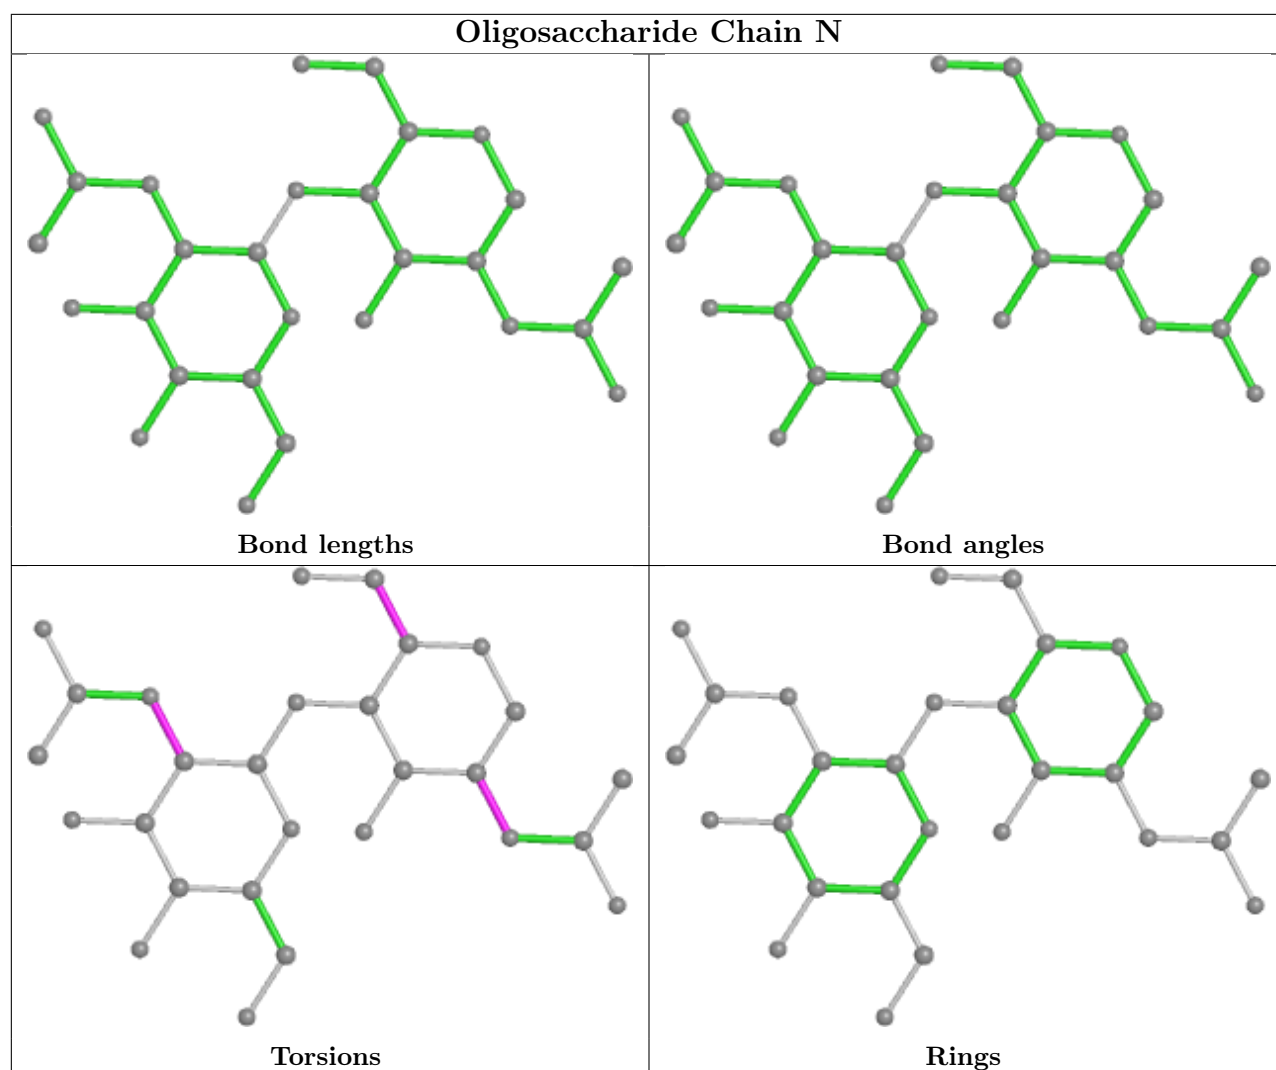 Oligosaccharide Chain N
Bond lengths
Bond angles
Torsions
Rings